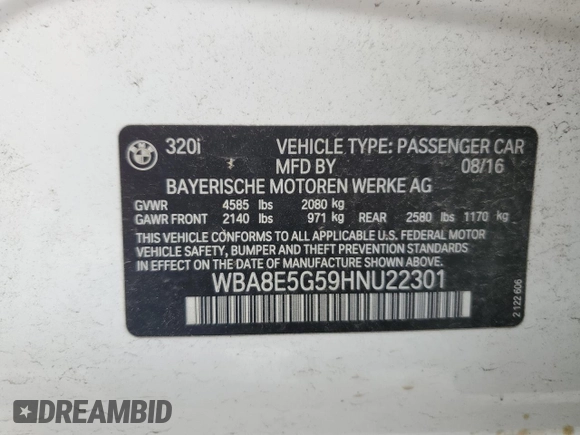 320i VEHICLE TYPE: PASSENGER CAR
MFD BY 08/16
BAYERISCHE MOTOREN WERKE AG
GVWR 4585 lbs 2080 kg
GAWR FRONT 2140 lbs 971 kg REAR 2580 lbs 1170 kg
THIS VEHICLE CONFORMS TO ALL APPLICABLE U.S. FEDERAL MOTOR
VEHICLE SAFETY, BUMPER AND THEFT PREVENTION STANDARDS
IN EFFECT ON THE DATE OF MANUFACTURE SHOWN ABOVE.
WBA8E5G59HNU22301
2 122 606
DREAMBID